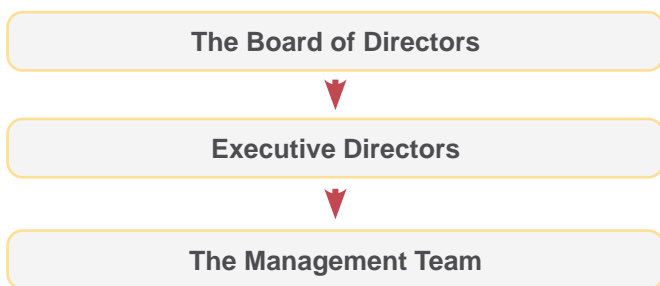 The Board of Directors
Executive Directors
The Management Team